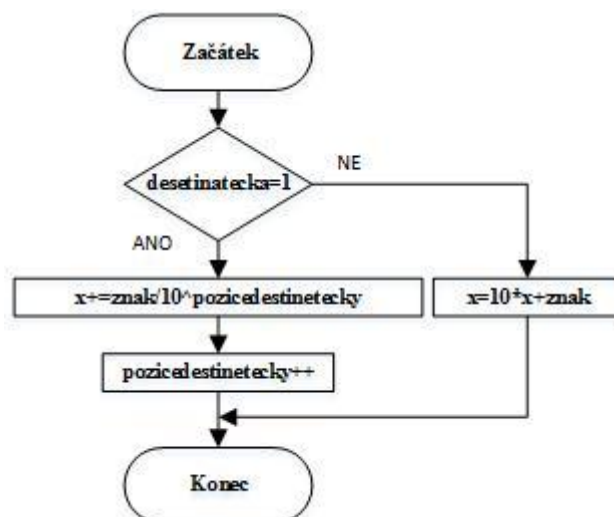 Začátek
NE
desetinatecka=1
ANO
x+=znak/10^pozicedestinetecky
x=10*x+znak
pozicedestinetecky++
Konec